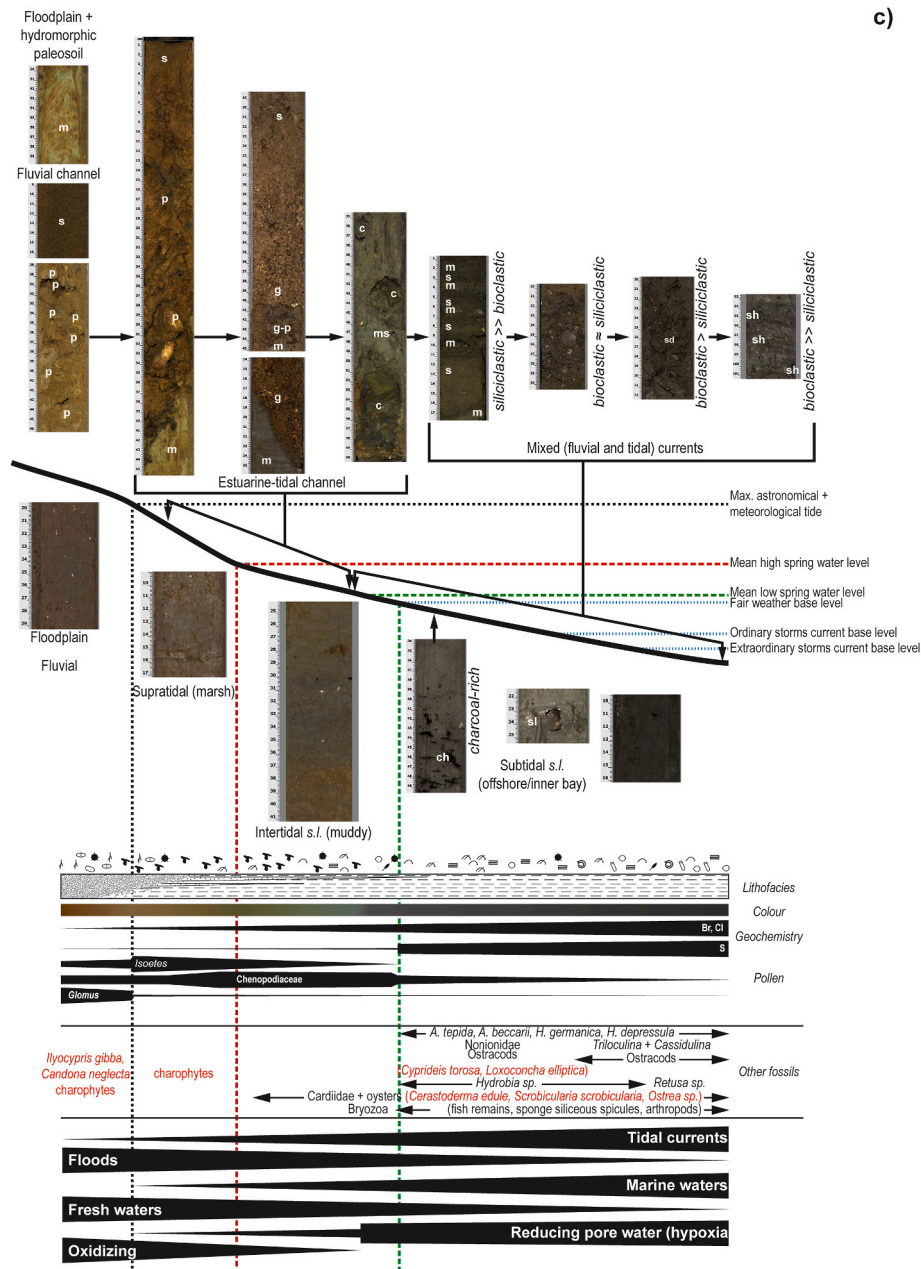 c)
Floodplain +
hydromorphic
paleosoil
m
Fluvial channel
s
p
p
p
p
p
p
p
s
p
p
m
s
g
g-p
m
g
m
c
c
ms
c
m
s
m
s
m
s
m
s
m
siliciclastic >> bioclastic
bioclastic ≈ siliciclastic
sd
bioclastic > siliciclastic
sh
sh
sh
bioclastic >> siliciclastic
Estuarine-tidal channel
Mixed (fluvial and tidal) currents
Max. astronomical +
meteorological tide
Mean high spring water level
Mean low spring water level
Fair weather base level
Ordinary storms current base level
Extraordinary storms current base level
Floodplain
Fluvial
Supratidal (marsh)
Intertidal s.l. (muddy)
ch
charcoal-rich
sl
Subtidal s.l.
(offshore/inner bay)
Lithofacies
Colour
Br, Cl
Geochemistry
S
Isoetes
Chenopodiaceae
Pollen
Glomus
A. tepida, A. beccarii, H. germanica, H. depressula
Nonionidae
Triloculina + Cassidulina
Ostracods
Ostracods
Ilyocypris gibba,
Candona neglecta
charophytes
charophytes
(Cyprideis torosa, Loxoconcha elliptica)
Other fossils
Hydrobia sp.
Retusa sp.
Cardiidae + oysters (Cerastoderma edule, Scrobicularia scrobicularia, Ostrea sp.)
Bryozoa
(fish remains, sponge siliceous spicules, arthropods)
Tidal currents
Floods
Marine waters
Fresh waters
Reducing pore water (hypoxia
Oxidizing